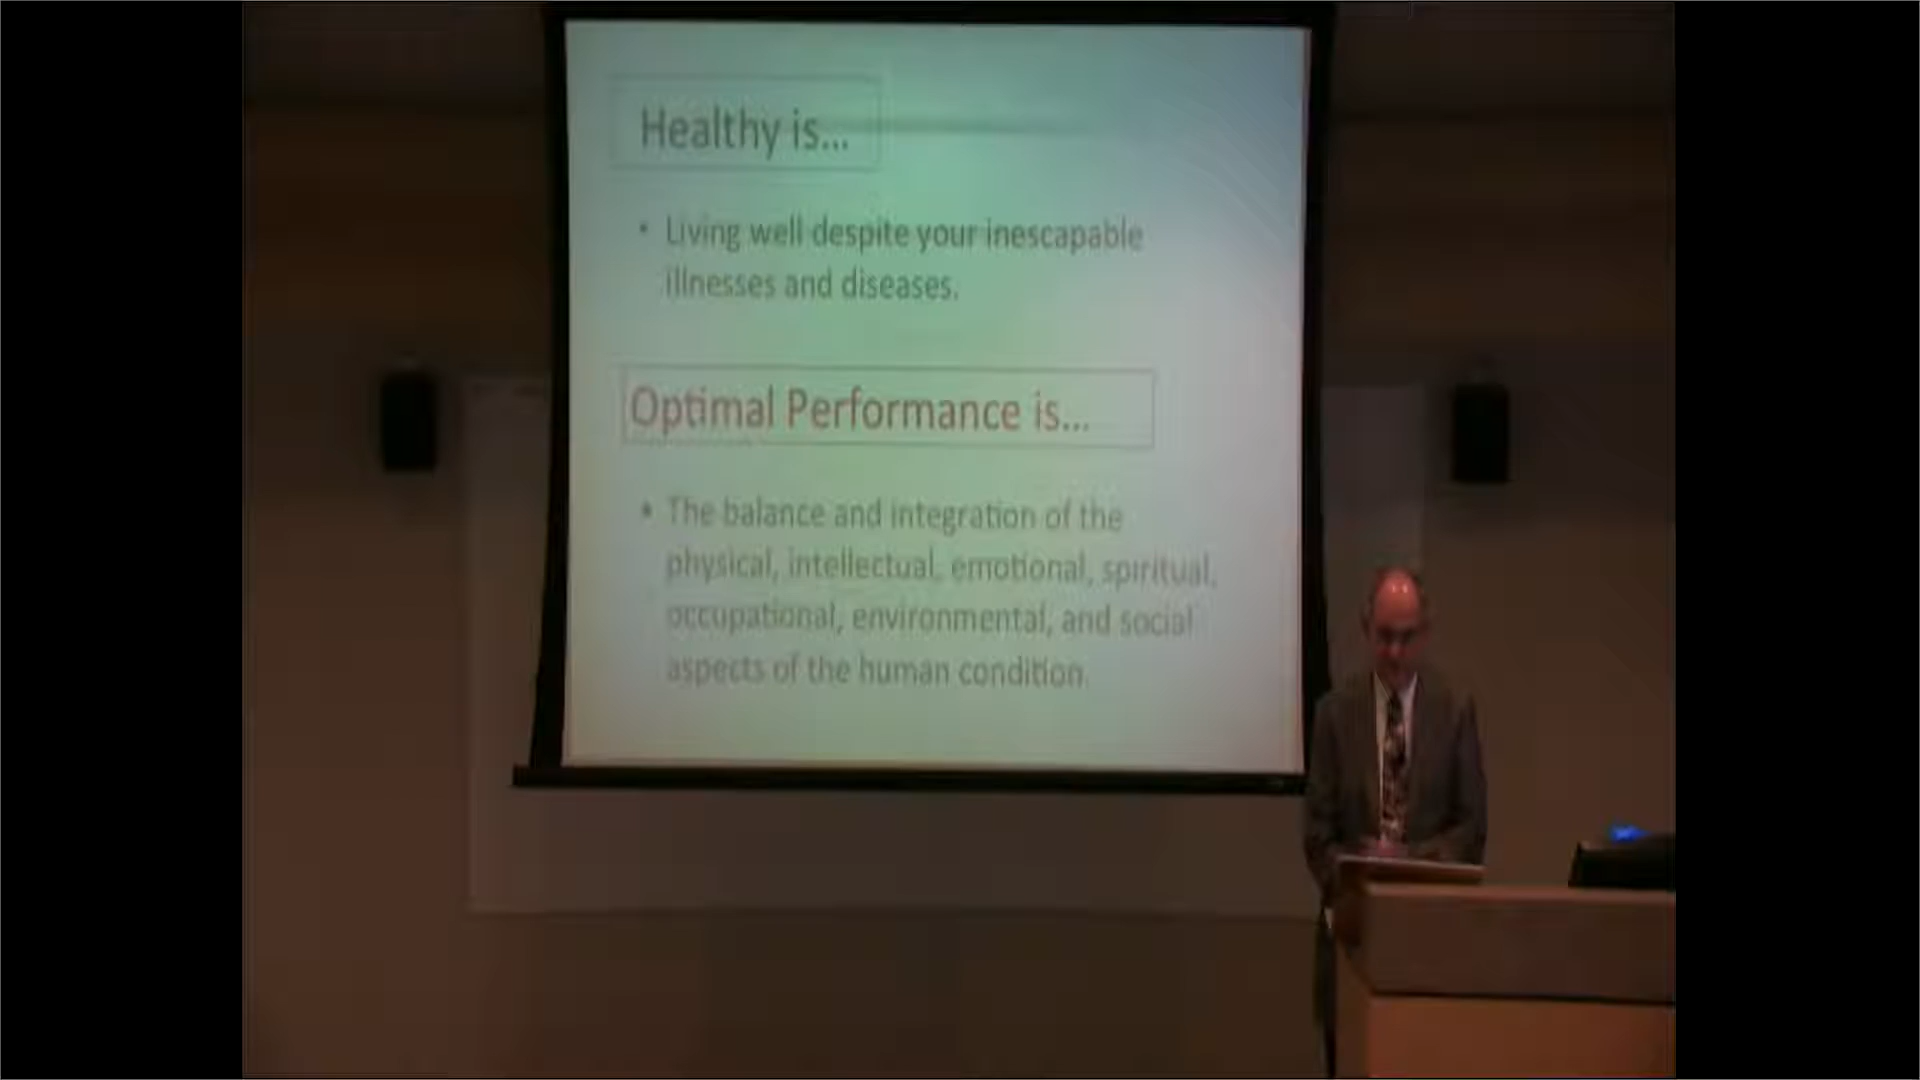 Healthy is...
• Living well despite your inescapable
illnesses and diseases.
Optimal Performance is...
• The balance and integration of the
physical, intellectual, emotional, spiritual,
occupational, environmental, and social
aspects of the human condition.